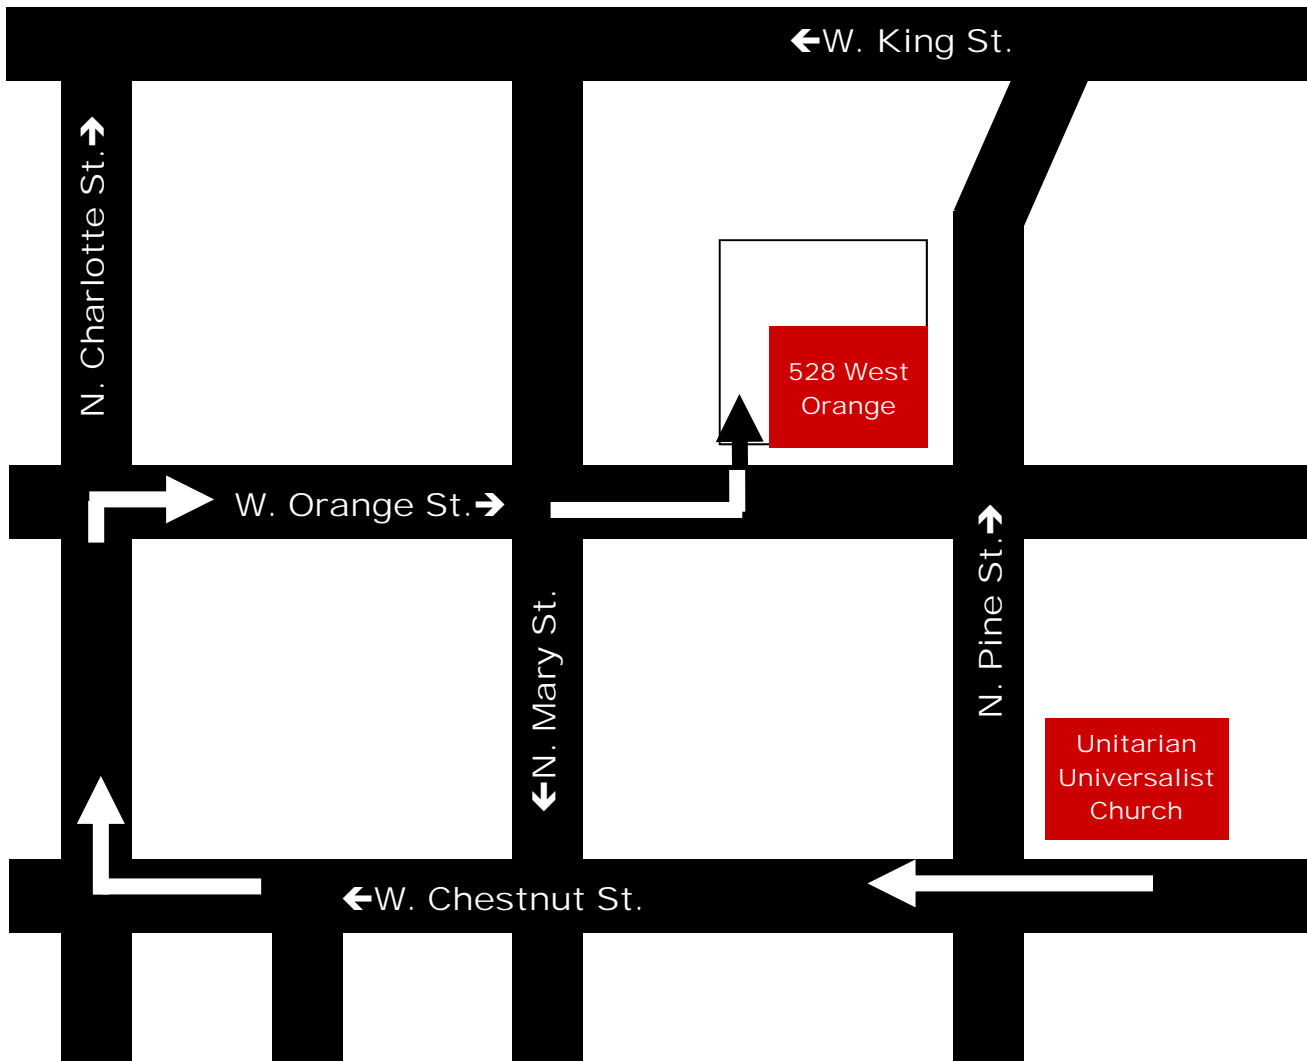 ←W. King St.
N. Charlotte St.→
528 West
Orange
W. Orange St.→
←N. Mary St.
N. Pine St.→
Unitarian
Universalist
Church
←W. Chestnut St.